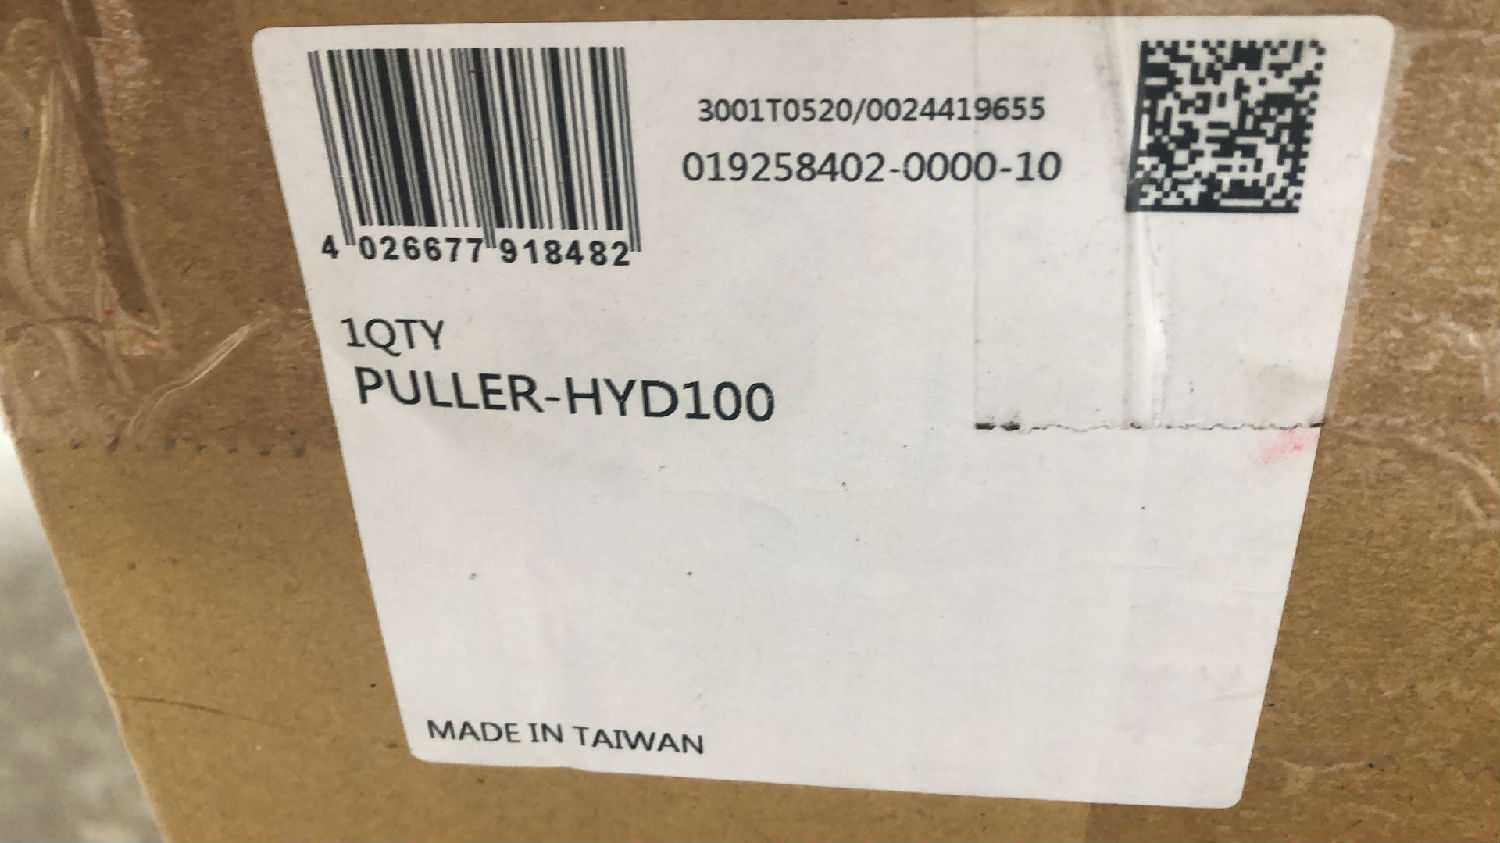 3001T0520/0024419655
019258402-0000-10
4 026677 918482
1QTY
PULLER-HYD100
MADE IN TAIWAN